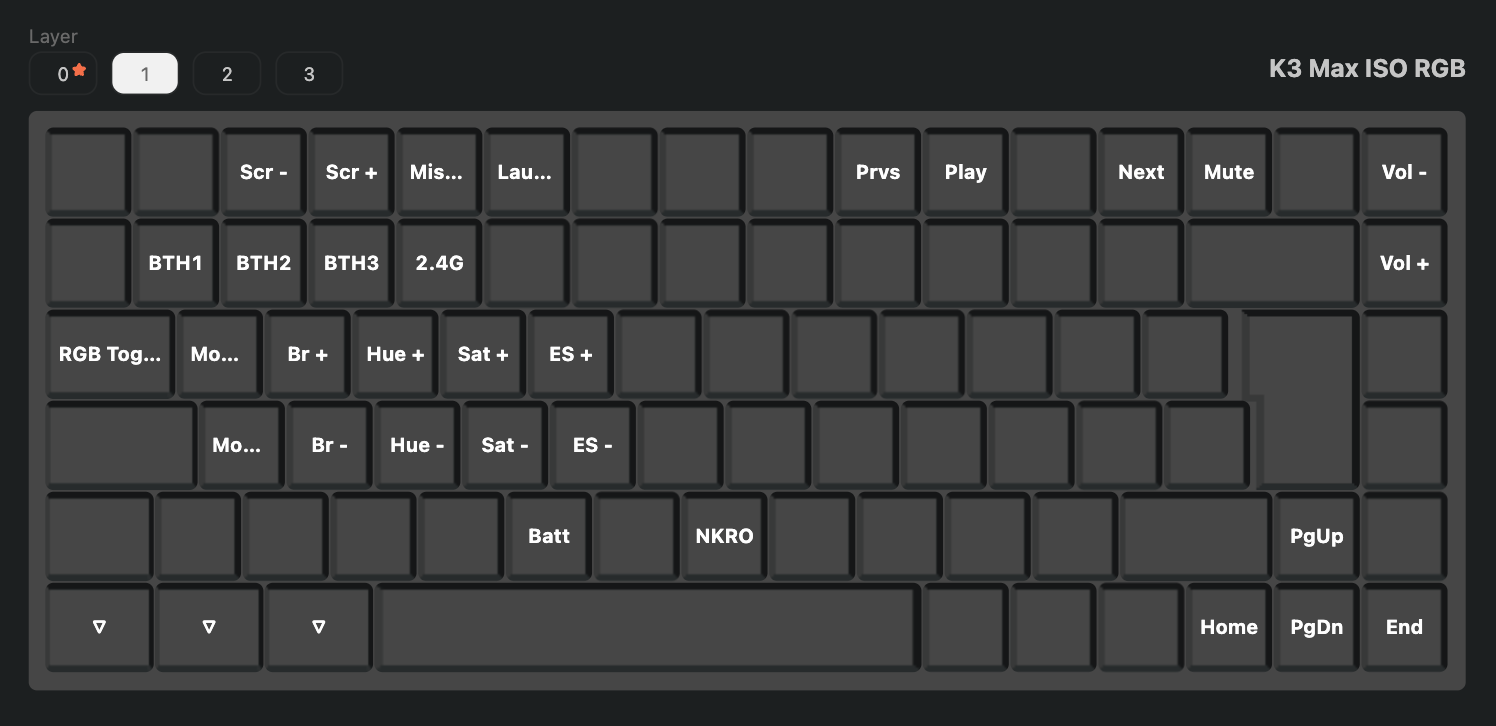 Layer
0 1 2 3
K3 Max ISO RGB
Scr - Scr + Mis... Lau... Prvs Play Next Mute Vol -
BTH1 BTH2 BTH3 2.4G Vol +
RGB Tog... Mo... Br + Hue + Sat + ES +
Mo... Br - Hue - Sat - ES -
Batt NKRO PgUp
▽ ▽ ▽ Home PgDn End